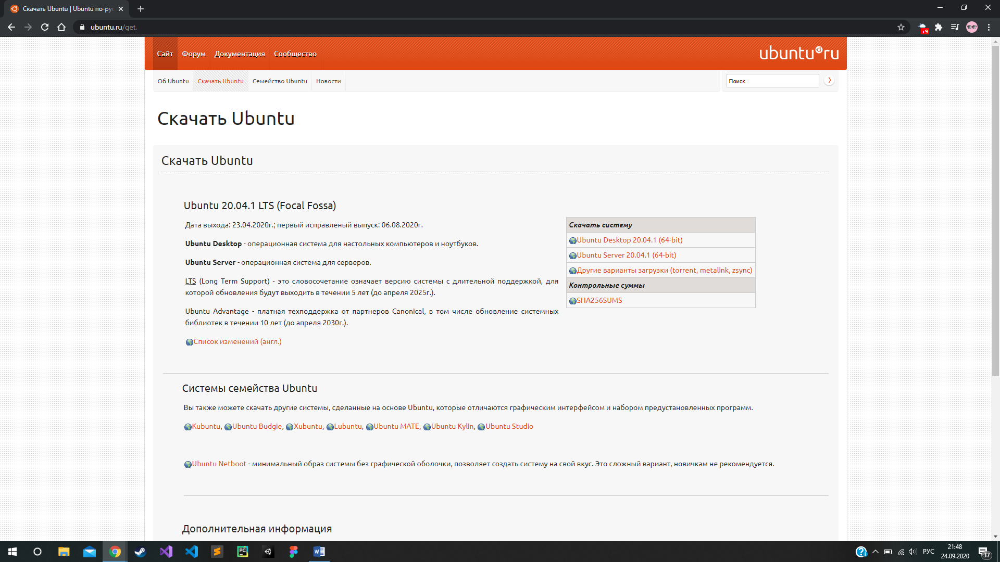 Скачать Ubuntu | Ubuntu по-ру
ubuntu.ru/get,
+9
Сайт Форум Документация Сообщество
ubuntu ru
Об Ubuntu Скачать Ubuntu Семейство Ubuntu Новости
Поиск...
Скачать Ubuntu
Скачать Ubuntu
Ubuntu 20.04.1 LTS (Focal Fossa)
Дата выхода: 23.04.2020г.; первый исправленый выпуск: 06.08.2020г.
Ubuntu Desktop - операционная система для настольных компьютеров и ноутбуков.
Ubuntu Server - операционная система для серверов.
LTS (Long Term Support) - это словосочетание означает версию системы с длительной поддержкой, для
которой обновления будут выходить в течении 5 лет (до апреля 2025г.).
Ubuntu Advantage - платная техподдержка от партнеров Canonical, в том числе обновление системных
библиотек в течении 10 лет (до апреля 2030г.).
Список изменений (англ.)
Скачать систему
Ubuntu Desktop 20.04.1 (64-bit)
Ubuntu Server 20.04.1 (64-bit)
Другие варианты загрузки (torrent, metalink, zsync)
Контрольные суммы
SHA256SUMS
Системы семейства Ubuntu
Вы также можете скачать другие системы, сделанные на основе Ubuntu, которые отличаются графическим интерфейсом и набором предустановленных программ.
Kubuntu, Ubuntu Budgie, Xubuntu, Lubuntu, Ubuntu MATE, Ubuntu Kylin, Ubuntu Studio
Ubuntu Netboot - минимальный образ системы без графической оболочки, позволяет создать систему на свой вкус. Это сложный вариант, новичкам не рекомендуется.
Дополнительная информация
PC
РУС
21:48
24.09.2020
37